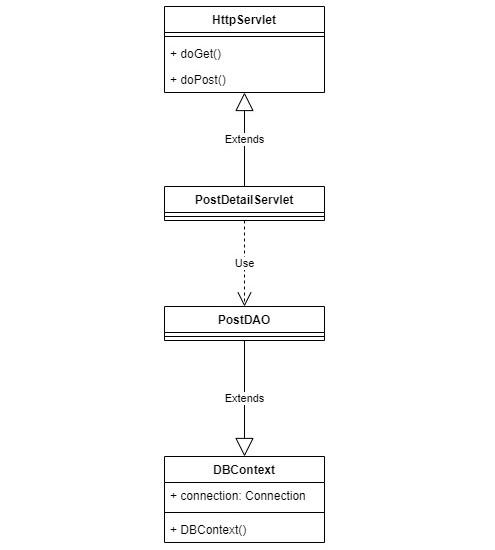 HttpServlet
+ doGet()
+ doPost()
Extends
PostDetailServlet
Use
PostDAO
Extends
DBContext
+ connection: Connection
+ DBContext()